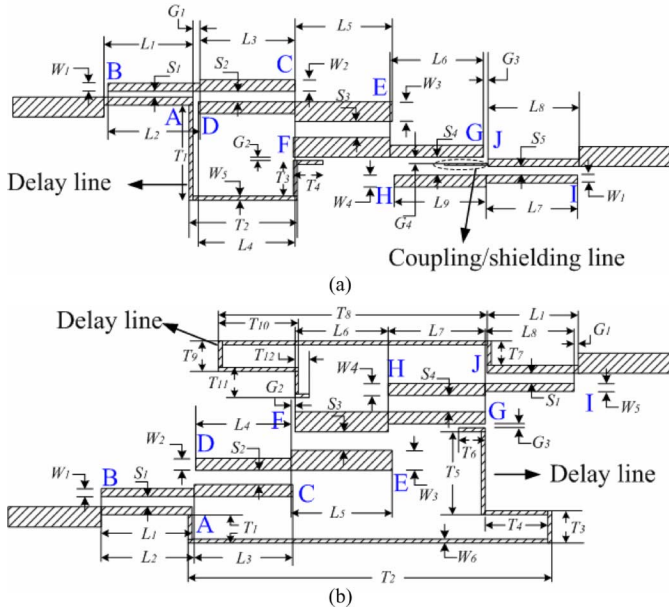 G1
L1 L3 L5
B C W2 L6
W1 S1 S2 E W3 G3
A D S3 L8
L2 F S4 G J S5
T1 G2
Delay line W5 T3 T4 W4 H I W1
T2 G4 L9 L7
L4
Coupling/shielding line
(a)
Delay line T8 L1
T10 L6 L7 L8 G1
T9 T12 W4 H J T7
T11 S4
G2 S3 S1 I W5
L4 F G
D T6 G3
W2 S2 T5
B E W3 Delay line
W1 S1 C
A L5
L1 T1 T4 T3
L2 L3 W6
T2
(b)